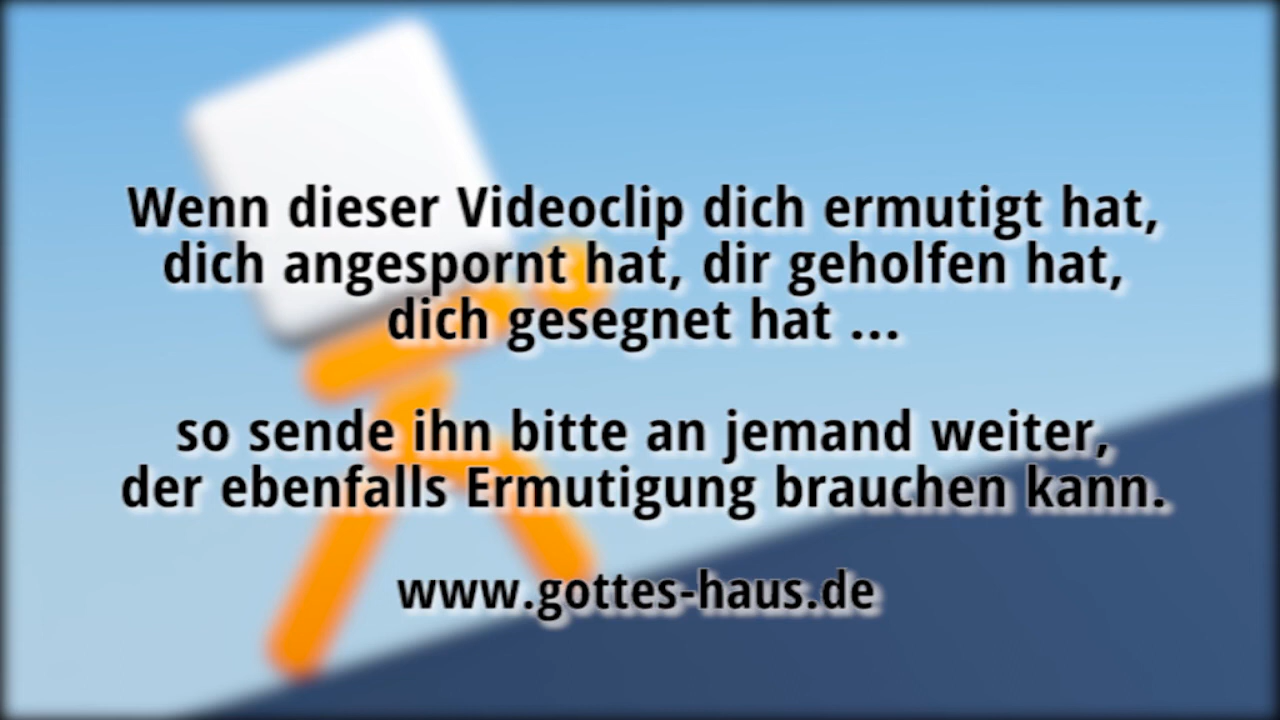 Wenn dieser Videoclip dich ermutigt hat,
dich angespornt hat, dir geholfen hat,
dich gesegnet hat ...
so sende ihn bitte an jemand weiter,
der ebenfalls Ermutigung brauchen kann.
www.gottes-haus.de